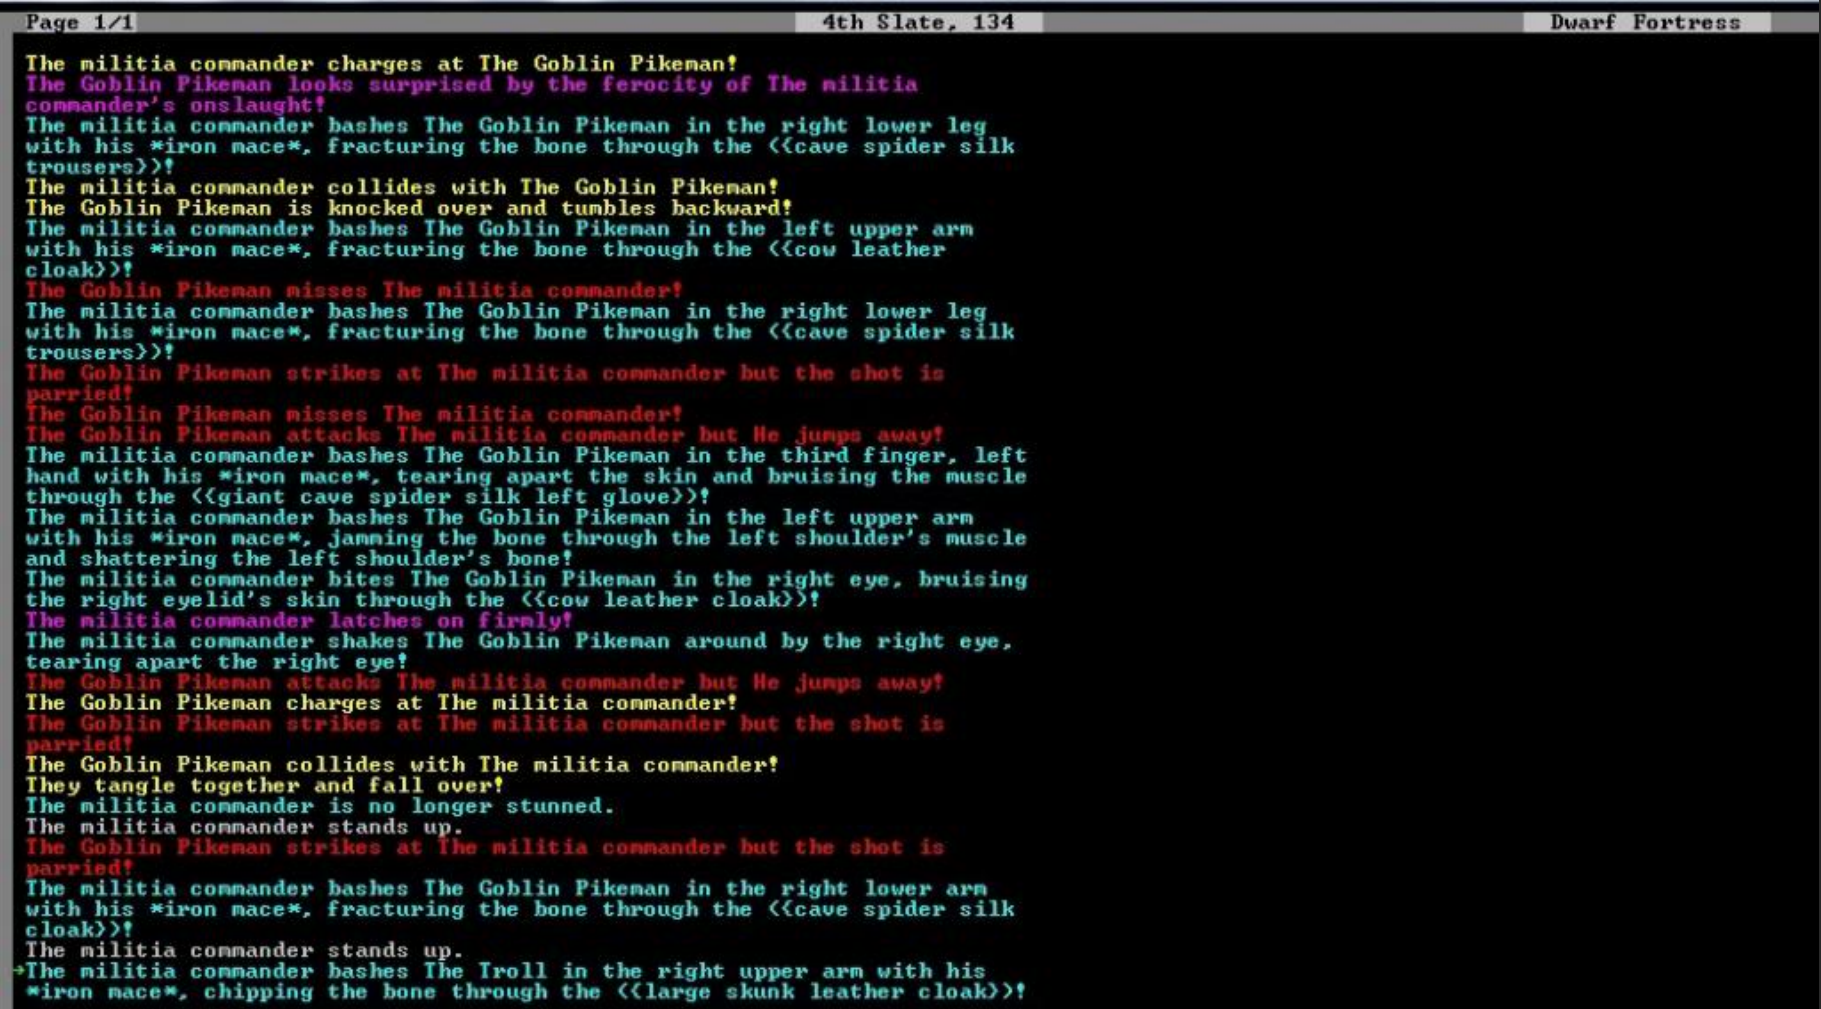 Page 1/1 4th Slate, 134 Dwarf Fortress
The militia commander charges at The Goblin Pikeman!
The Goblin Pikeman looks surprised by the ferocity of The militia
commander's onslaught!
The militia commander bashes The Goblin Pikeman in the right lower leg
with his *iron mace*, fracturing the bone through the <<cave spider silk
trousers>>!
The militia commander collides with The Goblin Pikeman!
The Goblin Pikeman is knocked over and tumbles backward!
The militia commander bashes The Goblin Pikeman in the left upper arm
with his *iron mace*, fracturing the bone through the <<cow leather
cloak>>!
The Goblin Pikeman misses The militia commander!
The militia commander bashes The Goblin Pikeman in the right lower leg
with his *iron mace*, fracturing the bone through the <<cave spider silk
trousers>>!
The Goblin Pikeman strikes at The militia commander but the shot is
parried!
The Goblin Pikeman misses The militia commander!
The Goblin Pikeman attacks The militia commander but He jumps away!
The militia commander bashes The Goblin Pikeman in the third finger, left
hand with his *iron mace*, tearing apart the skin and bruising the muscle
through the <<giant cave spider silk left glove>>!
The militia commander bashes The Goblin Pikeman in the left upper arm
with his *iron mace*, jamming the bone through the left shoulder's muscle
and shattering the left shoulder's bone!
The militia commander bites The Goblin Pikeman in the right eye, bruising
the right eyelid's skin through the <<cow leather cloak>>!
The militia commander latches on firmly!
The militia commander shakes The Goblin Pikeman around by the right eye,
tearing apart the right eye!
The Goblin Pikeman attacks The militia commander but He jumps away!
The Goblin Pikeman charges at The militia commander!
The Goblin Pikeman strikes at The militia commander but the shot is
parried!
The Goblin Pikeman collides with The militia commander!
They tangle together and fall over!
The militia commander is no longer stunned.
The militia commander stands up.
The Goblin Pikeman strikes at The militia commander but the shot is
parried!
The militia commander bashes The Goblin Pikeman in the right lower arm
with his *iron mace*, fracturing the bone through the <<cave spider silk
cloak>>!
The militia commander stands up.
→The militia commander bashes The Troll in the right upper arm with his
*iron mace*, chipping the bone through the <<large skunk leather cloak>>!